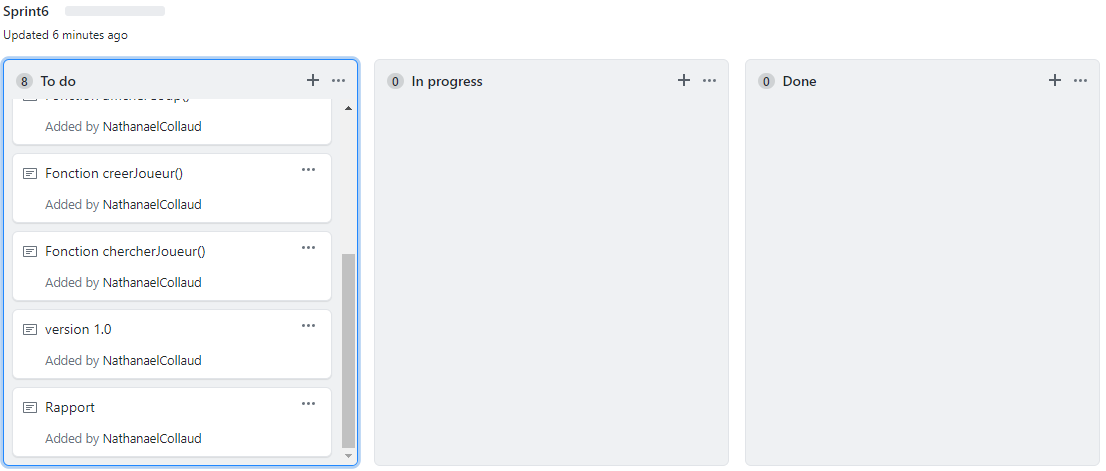 Sprint6
Updated 6 minutes ago
8 To do
Fonction
Added by NathanaelCollaud
Fonction creerJoueur()
Added by NathanaelCollaud
Fonction chercherJoueur()
Added by NathanaelCollaud
version 1.0
Added by NathanaelCollaud
Rapport
Added by NathanaelCollaud
0 In progress
0 Done